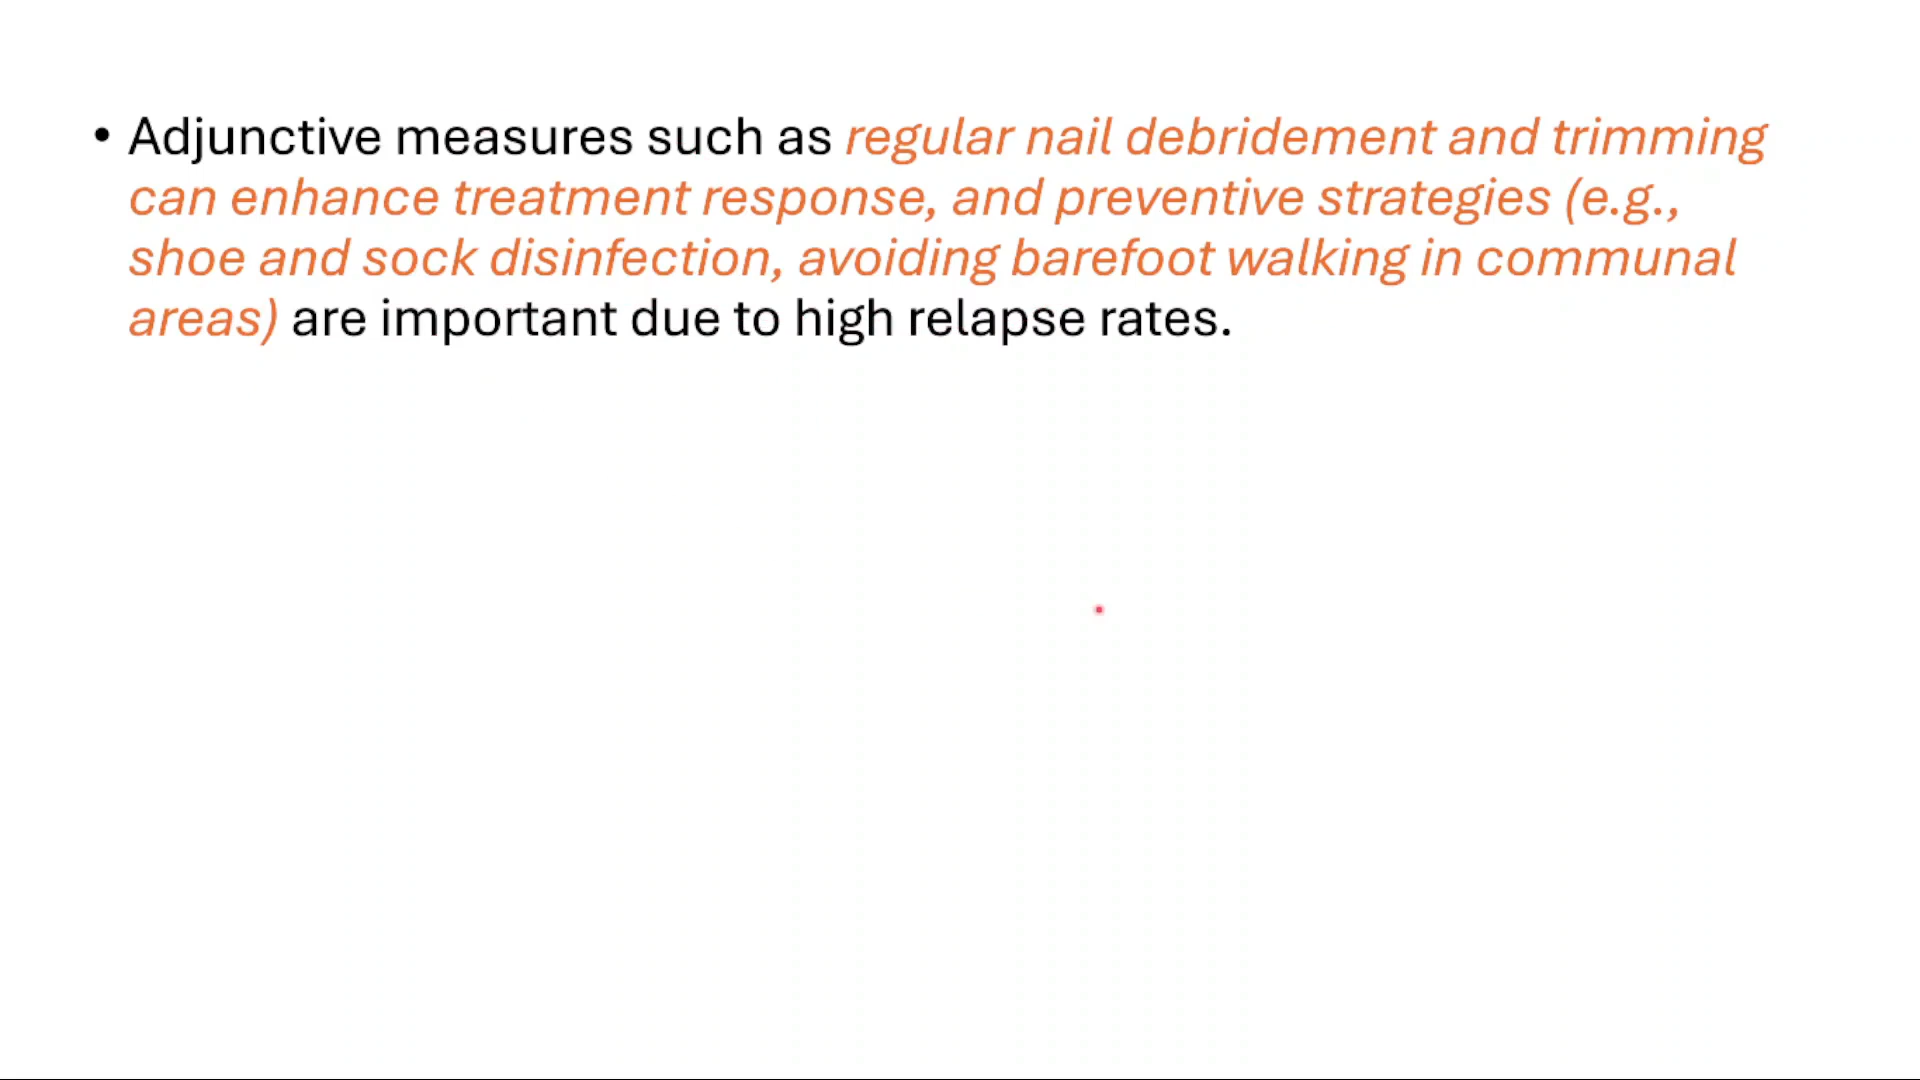 • Adjunctive measures such as regular nail debridement and trimming
can enhance treatment response, and preventive strategies (e.g.,
shoe and sock disinfection, avoiding barefoot walking in communal
areas) are important due to high relapse rates.